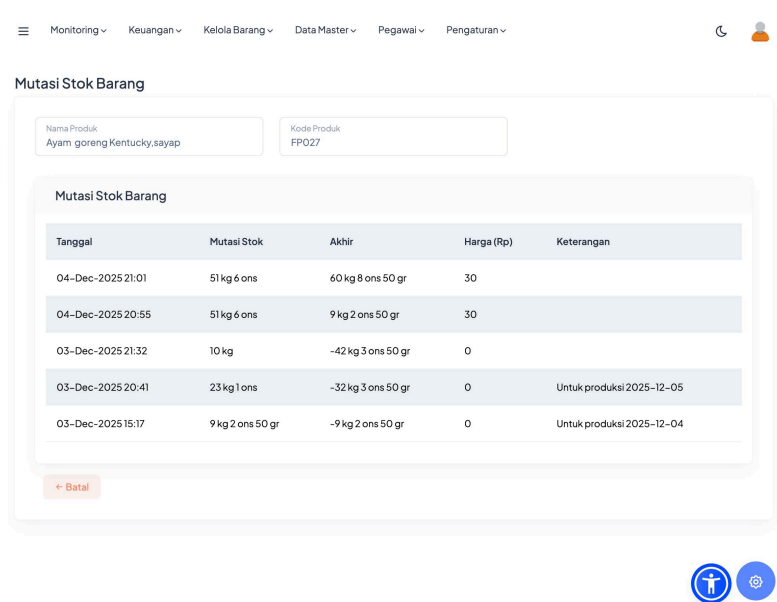 Monitoring Keuangan Kelola Barang Data Master Pegawai Pengaturan
Mutasi Stok Barang
Nama Produk Kode Produk
Ayam goreng Kentucky,sayap FP027
Mutasi Stok Barang
Tanggal Mutasi Stok Akhir Harga (Rp) Keterangan
04-Dec-2025 21:01 51 kg 6 ons 60 kg 8 ons 50 gr 30
04-Dec-2025 20:55 51 kg 6 ons 9 kg 2 ons 50 gr 30
03-Dec-2025 21:32 10 kg -42 kg 3 ons 50 gr 0
03-Dec-2025 20:41 23 kg 1 ons -32 kg 3 ons 50 gr 0 Untuk produksi 2025-12-05
03-Dec-2025 15:17 9 kg 2 ons 50 gr -9 kg 2 ons 50 gr 0 Untuk produksi 2025-12-04
← Batal